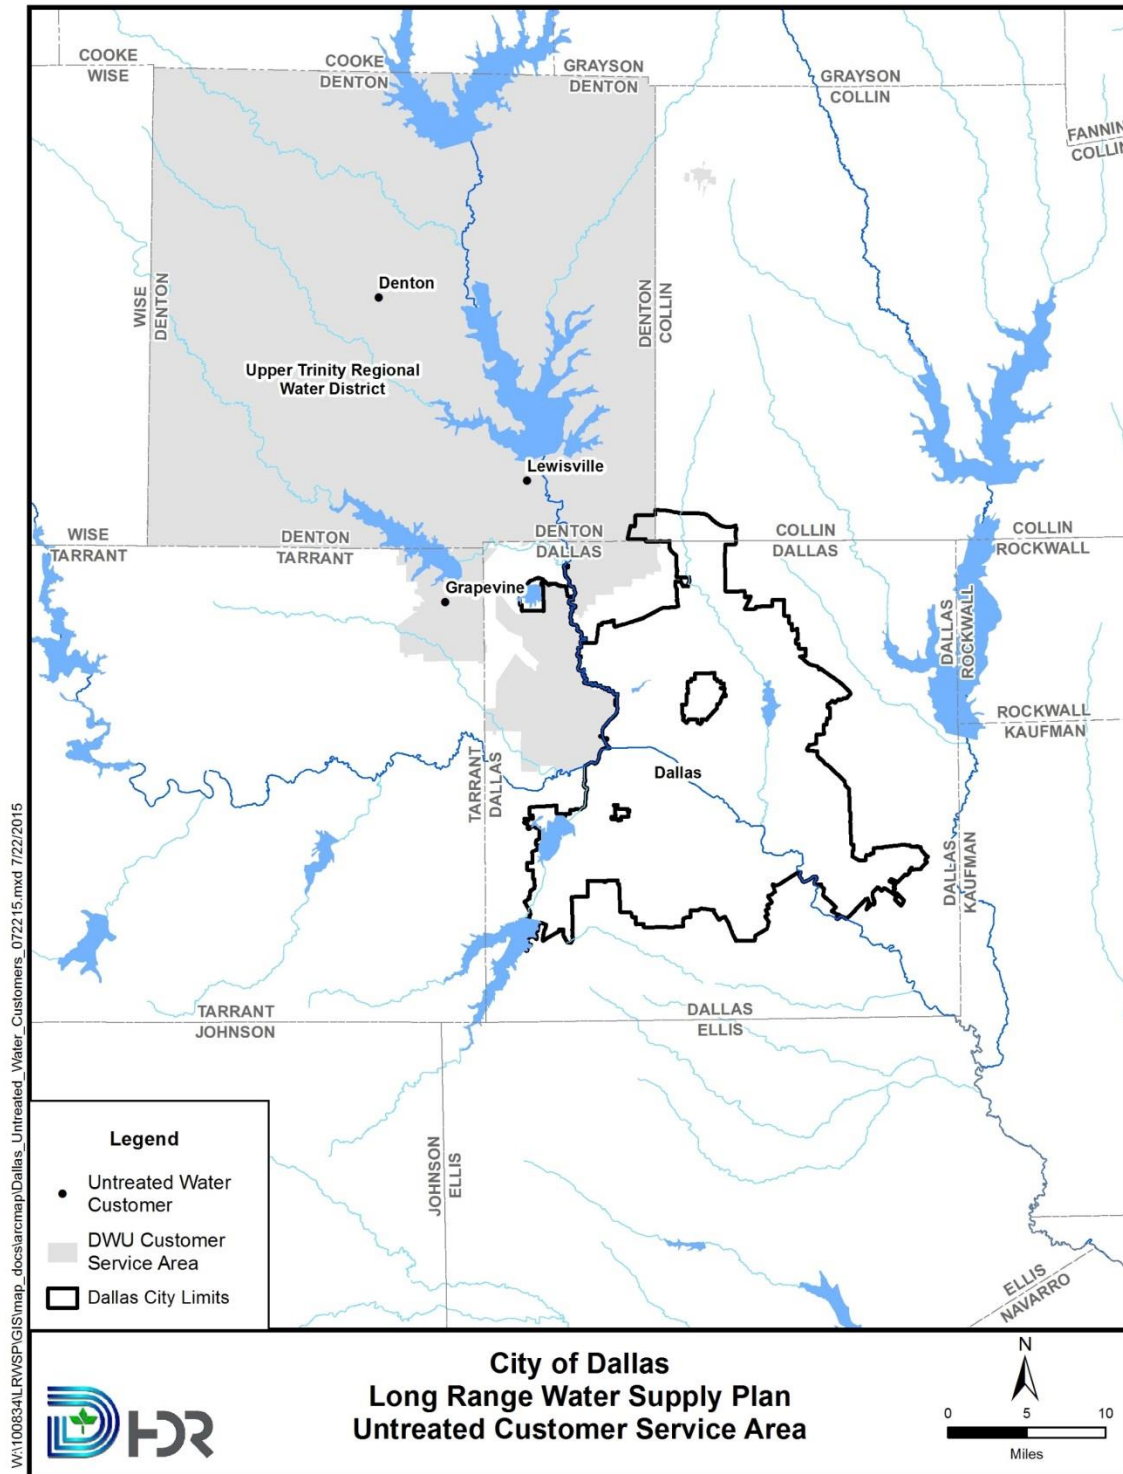 COOKE
WISE
COOKE
DENTON
GRAYSON
DENTON
GRAYSON
COLLIN
FANNIN
COLLIN
WISE
DENTON
Denton
DENTON
COLLIN
Upper Trinity Regional
Water District
Lewisville
WISE
TARRANT
DENTON
TARRANT
DENTON
DALLAS
COLLIN
DALLAS
COLLIN
ROCKWALL
Grapevine
DALLAS
ROCKWALL
ROCKWALL
KAUFMAN
TARRANT
DALLAS
Dallas
DALLAS
KAUFMAN
TARRANT
JOHNSON
DALLAS
ELLIS
JOHNSON
ELLIS
ELLIS
NAVARRO
Legend
Untreated Water
Customer
DWU Customer
Service Area
Dallas City Limits
W:\100834\LRWSP\GIS\map_docs\arcmap\Dallas_Untreated_Water_Customers_072215.mxd 7/22/2015
HDR
City of Dallas
Long Range Water Supply Plan
Untreated Customer Service Area
N
0 5 10
Miles